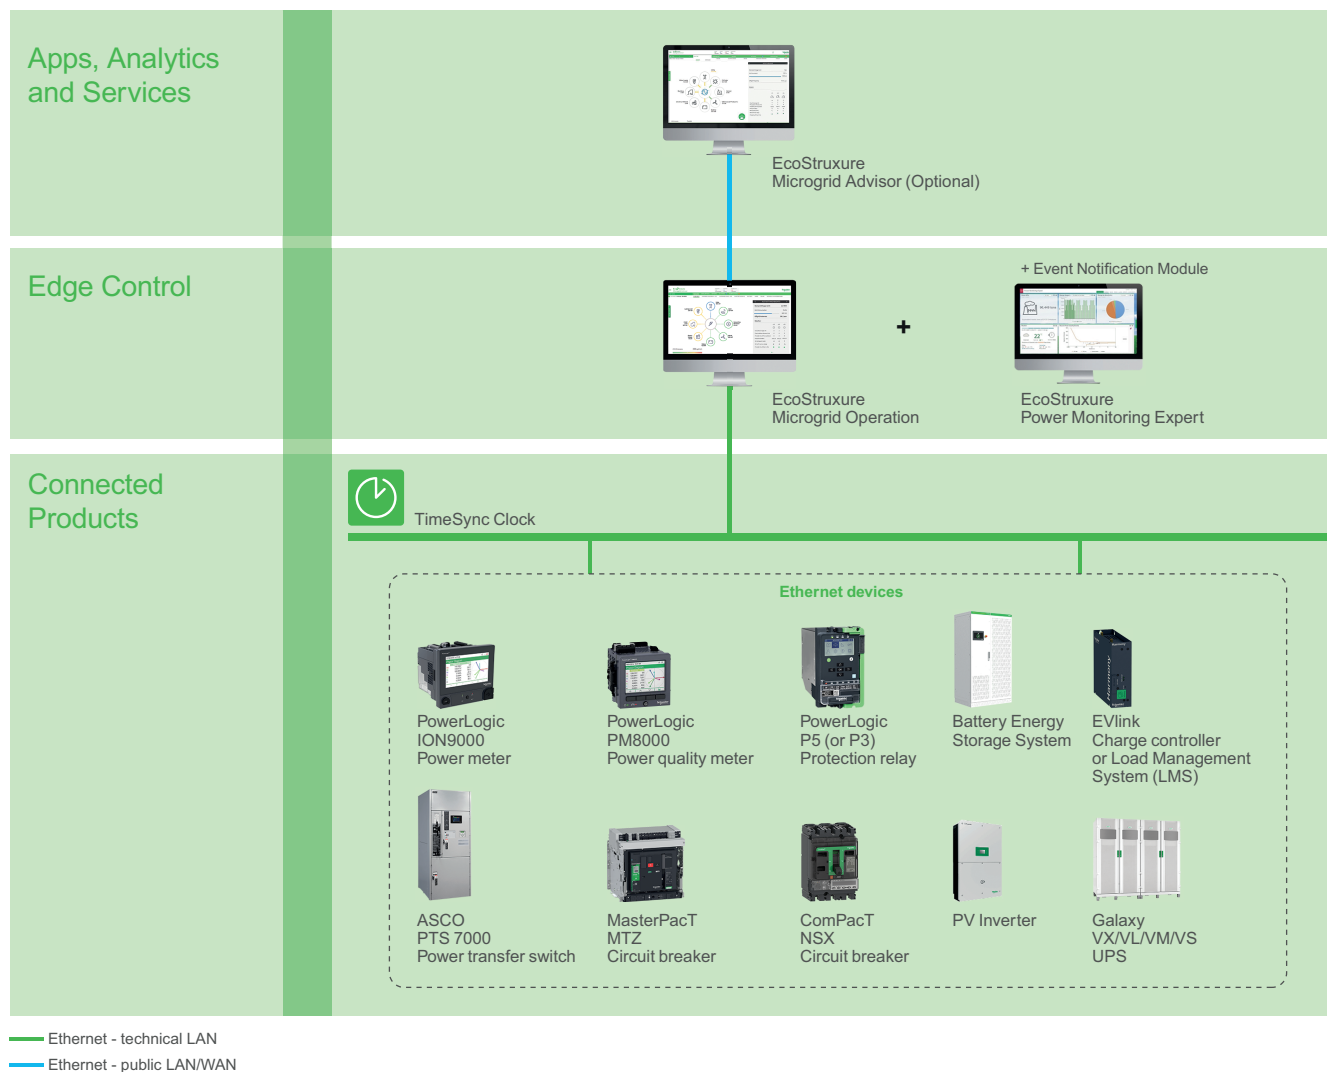 Apps, Analytics
and Services
EcoStruxure
Microgrid Advisor (Optional)
Edge Control
+ Event Notification Module
+
EcoStruxure
Microgrid Operation
EcoStruxure
Power Monitoring Expert
Connected
Products
TimeSync Clock
Ethernet devices
PowerLogic
ION9000
Power meter
PowerLogic
PM8000
Power quality meter
PowerLogic
P5 (or P3)
Protection relay
Battery Energy
Storage System
EVlink
Charge controller
or Load Management
System (LMS)
Harmony
ASCO
PTS 7000
Power transfer switch
MasterPacT
MTZ
Circuit breaker
ComPacT
NSX
Circuit breaker
PV Inverter
Galaxy
VX/VL/VM/VS
UPS
Ethernet - technical LAN
Ethernet - public LAN/WAN